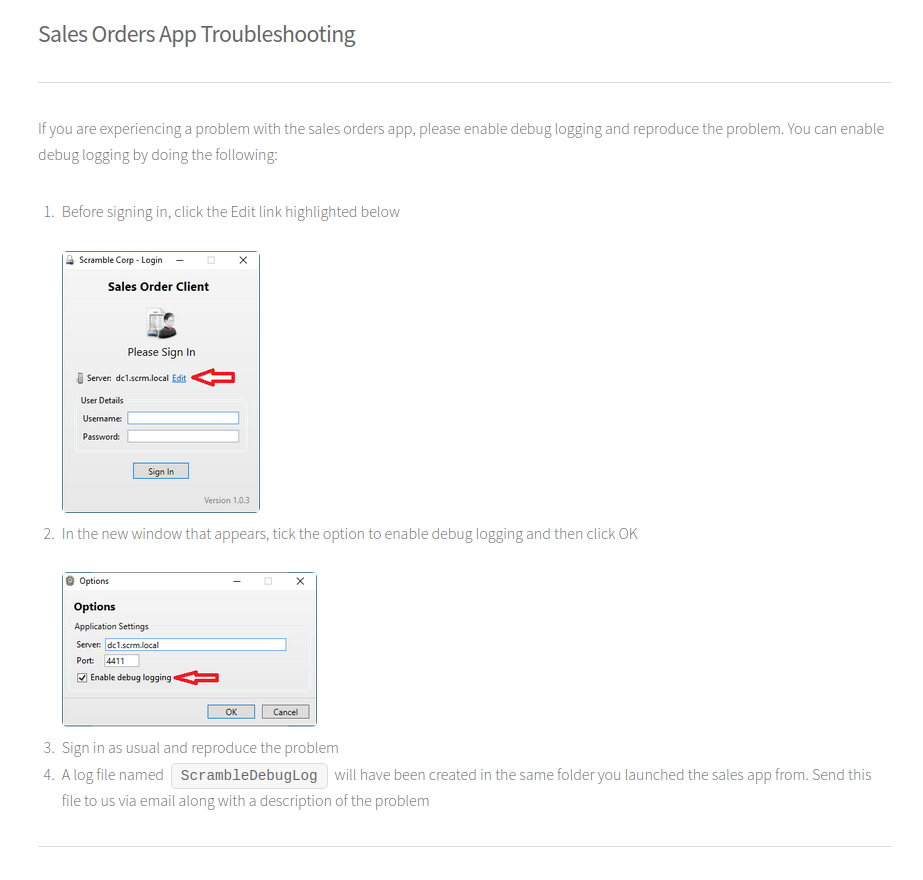 Sales Orders App Troubleshooting
If you are experiencing a problem with the sales orders app, please enable debug logging and reproduce the problem. You can enable
debug logging by doing the following:
1. Before signing in, click the Edit link highlighted below
Scramble Corp - Login
Sales Order Client
Please Sign In
Server: dc1.scrm.local Edit
User Details
Username:
Password:
Sign In
Version 1.0.3
2. In the new window that appears, tick the option to enable debug logging and then click OK
Options
Options
Application Settings
Server: dc1.scrm.local
Port: 4411
Enable debug logging
OK Cancel
3. Sign in as usual and reproduce the problem
4. A log file named ScrambleDebugLog will have been created in the same folder you launched the sales app from. Send this
file to us via email along with a description of the problem